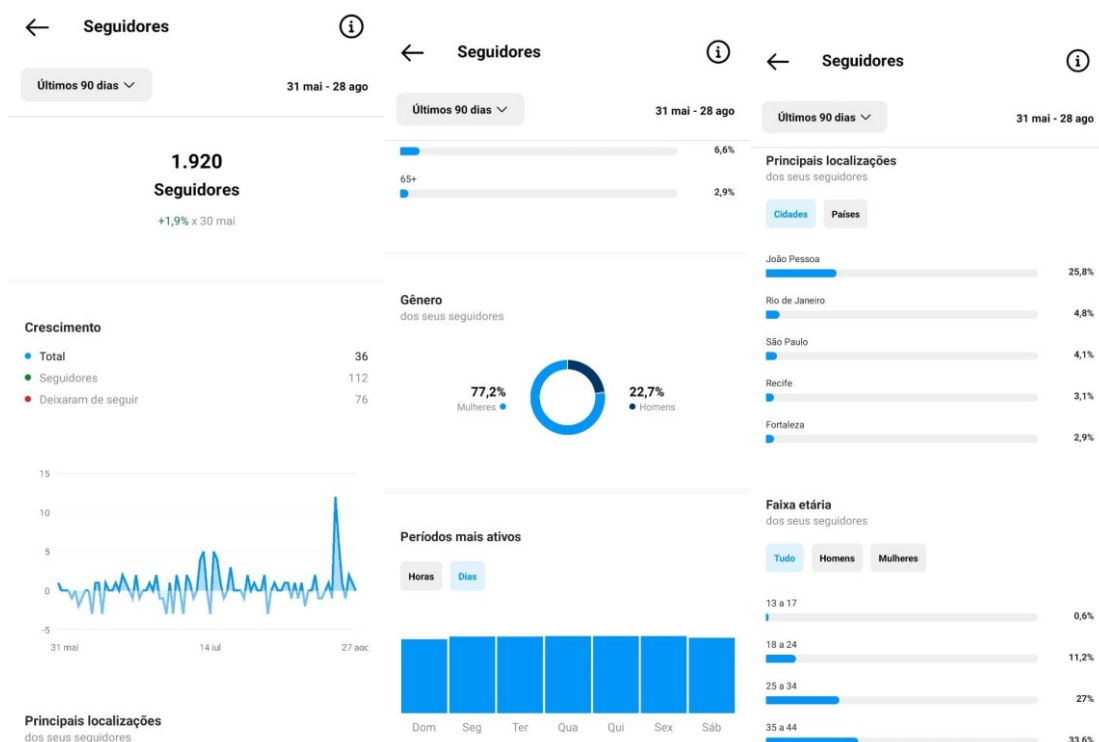 Seguidores
Últimos 90 dias
31 mai - 28 ago
1.920
Seguidores
+1,9% x 30 mai
Crescimento
Total 36
Seguidores 112
Deixaram de seguir 76
15
10
5
0
-5
31 mai 14 jul 27 ago
Principais localizações
dos seus seguidores
Seguidores
Últimos 90 dias
31 mai - 28 ago
6,6%
65+
2,9%
Gênero
dos seus seguidores
77,2%
Mulheres
22,7%
Homens
Períodos mais ativos
Horas Dias
Dom Seg Ter Qua Qui Sex Sáb
Seguidores
Últimos 90 dias
31 mai - 28 ago
Principais localizações
dos seus seguidores
Cidades Países
João Pessoa
25,8%
Rio de Janeiro
4,8%
São Paulo
4,1%
Recife
3,1%
Fortaleza
2,9%
Faixa etária
dos seus seguidores
Tudo Homens Mulheres
13 a 17
0,6%
18 a 24
11,2%
25 a 34
27%
35 a 44
33,6%